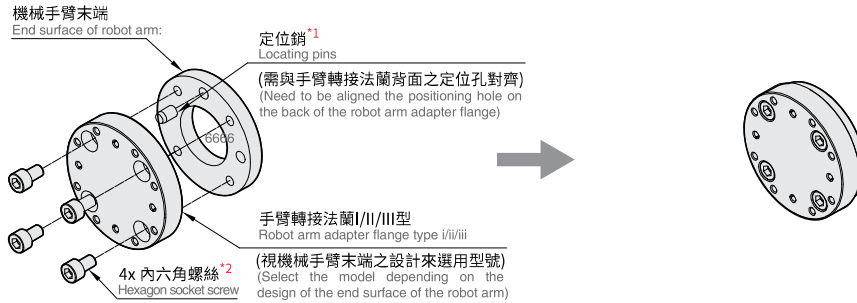 機械手臂末端
End surface of robot arm:
定位銷*1
Locating pins
(需與手臂轉接法蘭背面之定位孔對齊)
(Need to be aligned the positioning hole on
the back of the robot arm adapter flange)
6666
手臂轉接法蘭I/II/III型
Robot arm adapter flange type i/ii/iii
(視機械手臂末端之設計來選用型號)
(Select the model depending on the
design of the end surface of the robot arm)
4x 內六角螺絲*2
Hexagon socket screw